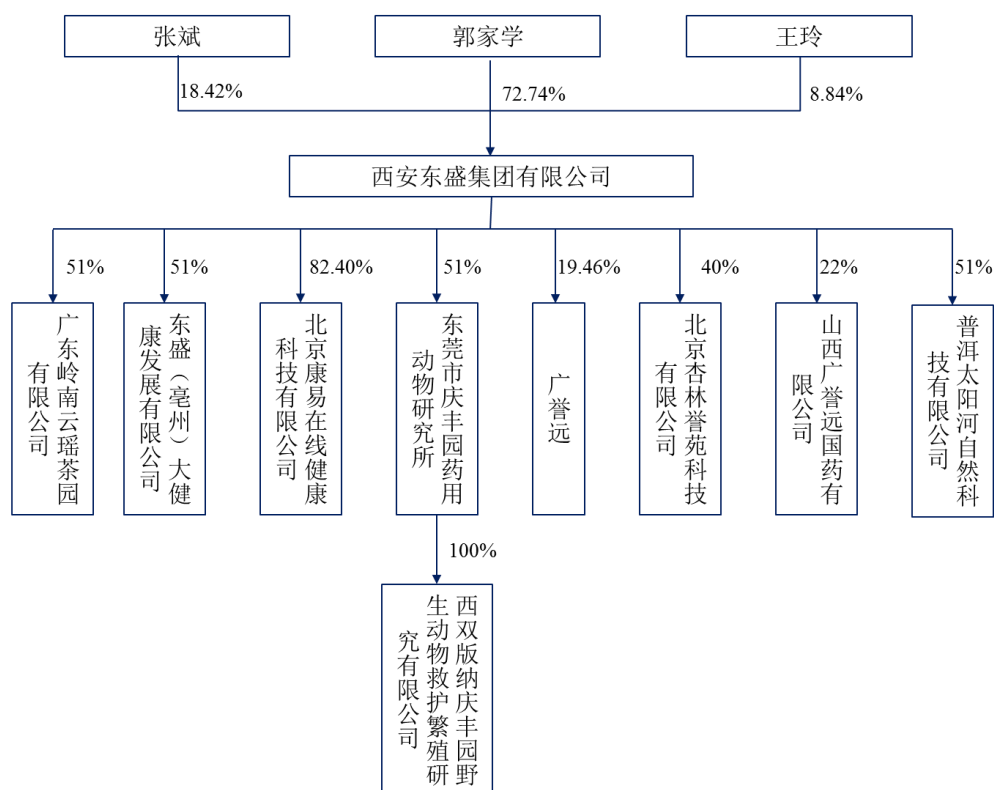 张斌
郭家学
王玲
18.42%
72.74%
8.84%
西安东盛集团有限公司
51%
51%
82.40%
51%
19.46%
40%
22%
51%
广东岭南云瑶茶园
有限公司
东盛（亳州）大健
康发展有限公司
北京康易在线健康
科技有限公司
东莞市庆丰园药用
动物研究所
广誉远
北京杏林誉苑科技
有限公司
山西广誉远国药有
限公司
普洱太阳河自然科
技有限公司
100%
西双版纳庆丰园野
生动物救护繁殖研
究有限公司